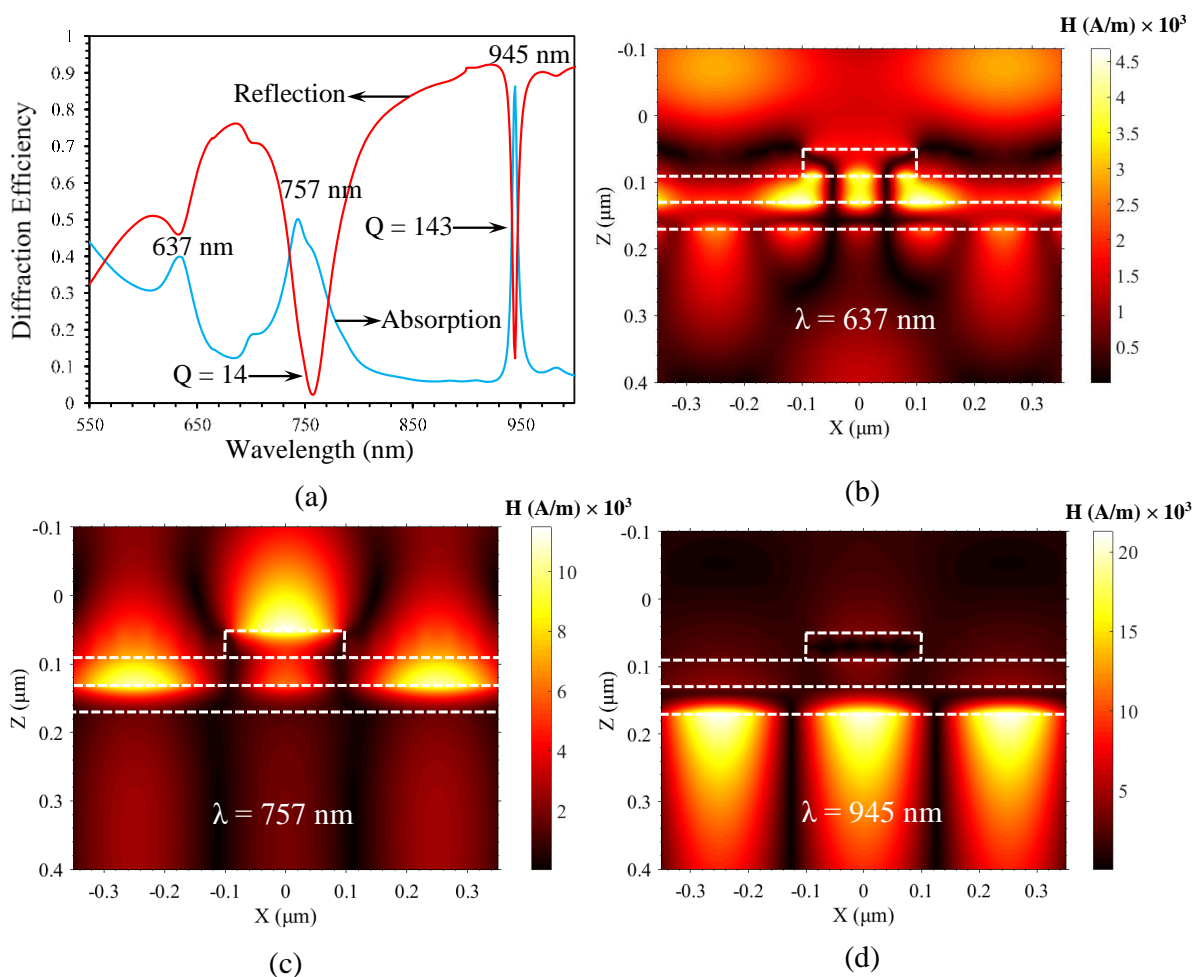 1
0.9
0.8
0.7
0.6
0.5
0.4
0.3
0.2
0.1
0
Diffraction Efficiency
550
650
750
850
950
Wavelength (nm)
945 nm
Reflection
757 nm
637 nm
Q = 143
Absorption
Q = 14
(a)
H (A/m) × 10³
-0.1
0
0.1
0.2
0.3
0.4
Z (μm)
λ = 637 nm
-0.3
-0.2
-0.1
0
0.1
0.2
0.3
X (μm)
4.5
4
3.5
3
2.5
2
1.5
1
0.5
(b)
H (A/m) × 10³
-0.1
0
0.1
0.2
0.3
0.4
Z (μm)
λ = 757 nm
-0.3
-0.2
-0.1
0
0.1
0.2
0.3
X (μm)
10
8
6
4
2
(c)
H (A/m) × 10³
-0.1
0
0.1
0.2
0.3
0.4
Z (μm)
λ = 945 nm
-0.3
-0.2
-0.1
0
0.1
0.2
0.3
X (μm)
20
15
10
5
(d)